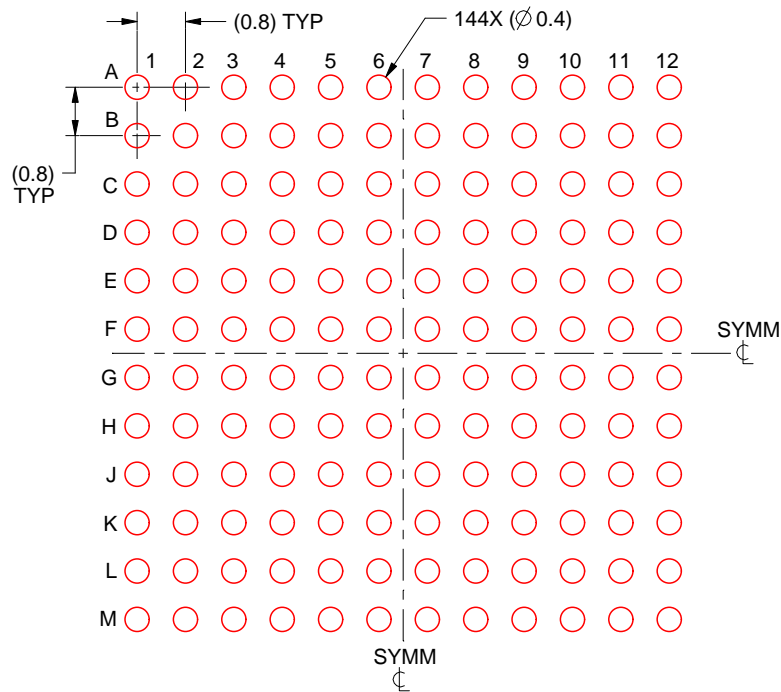 (0.8) TYP
144X (∅ 0.4)
1 2 3 4 5 6 7 8 9 10 11 12
A
B
(0.8)
TYP
C
D
E
F
SYMM
℄
G
H
J
K
L
M
SYMM
℄